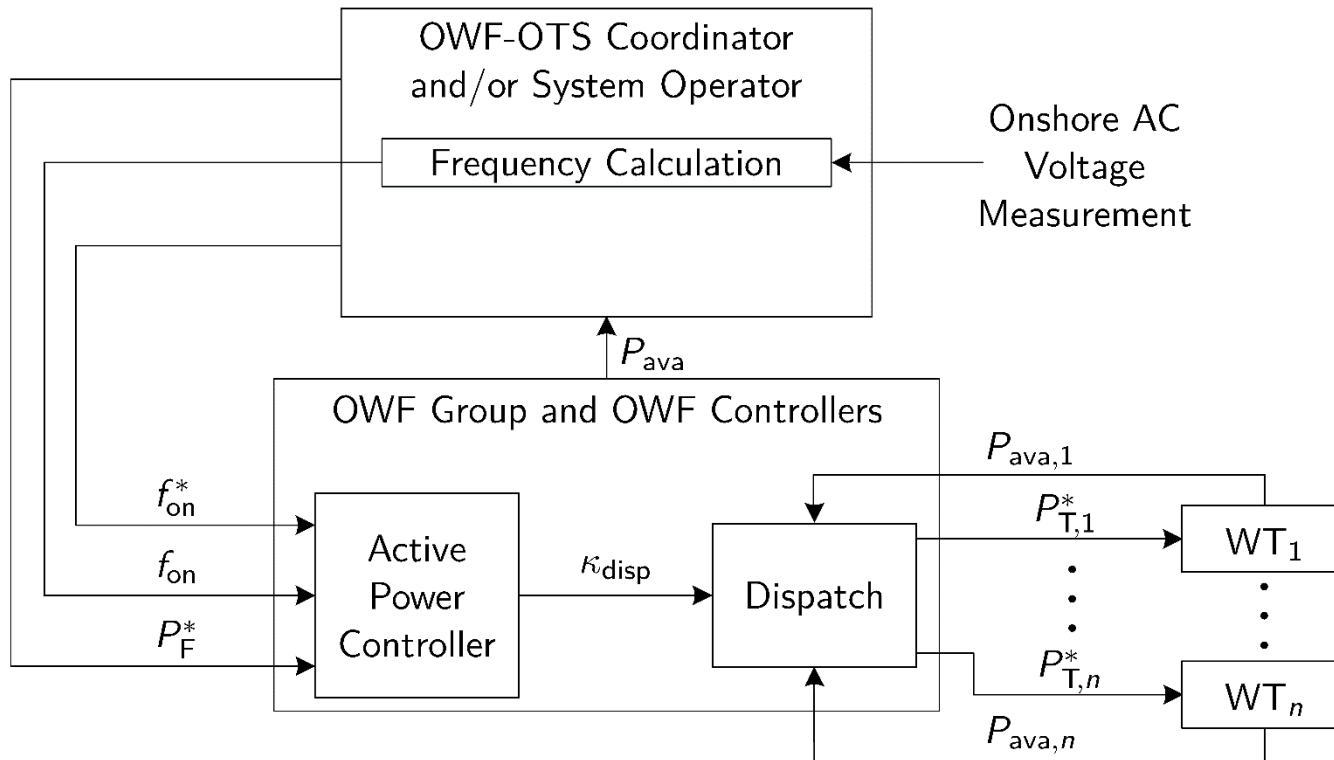 OWF-OTS Coordinator
and/or System Operator
Frequency Calculation
Onshore AC
Voltage
Measurement
P_ava
OWF Group and OWF Controllers
f*_on
f_on
P*_F
Active
Power
Controller
κ_disp
Dispatch
P_ava,1
P*_T,1
WT_1
P*_T,n
WT_n
P_ava,n